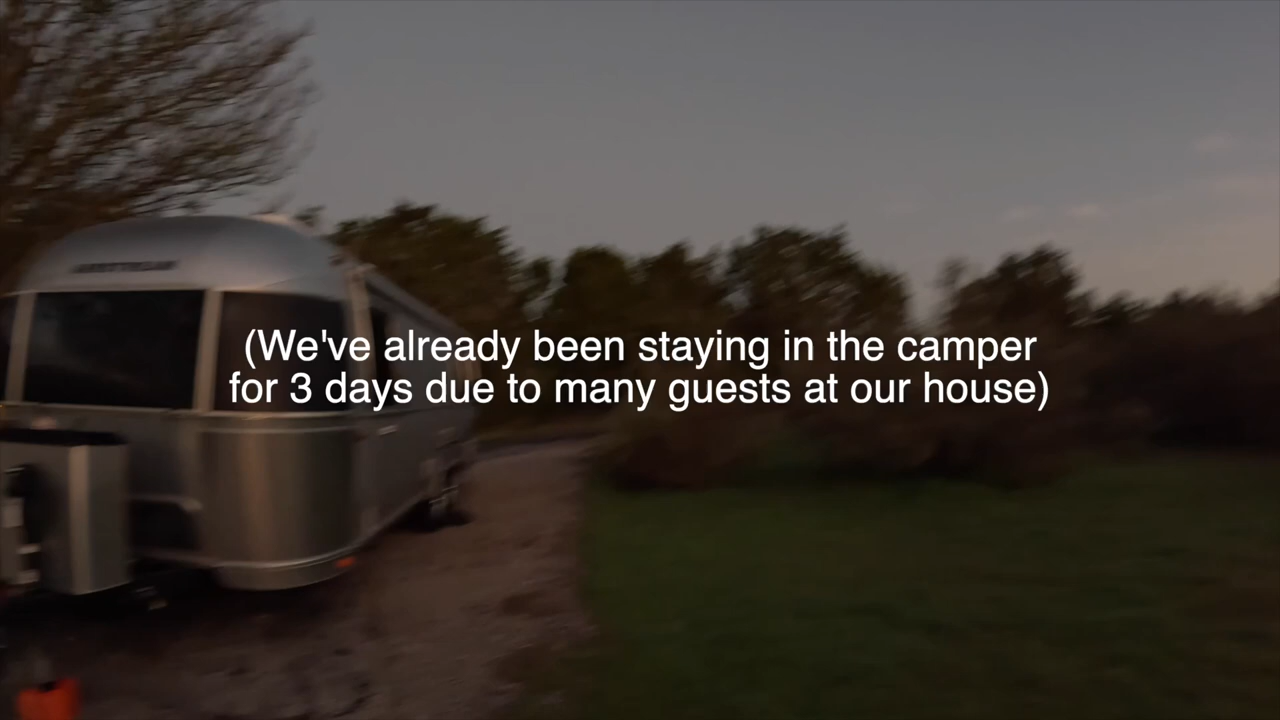 (We've already been staying in the camper
for 3 days due to many guests at our house)